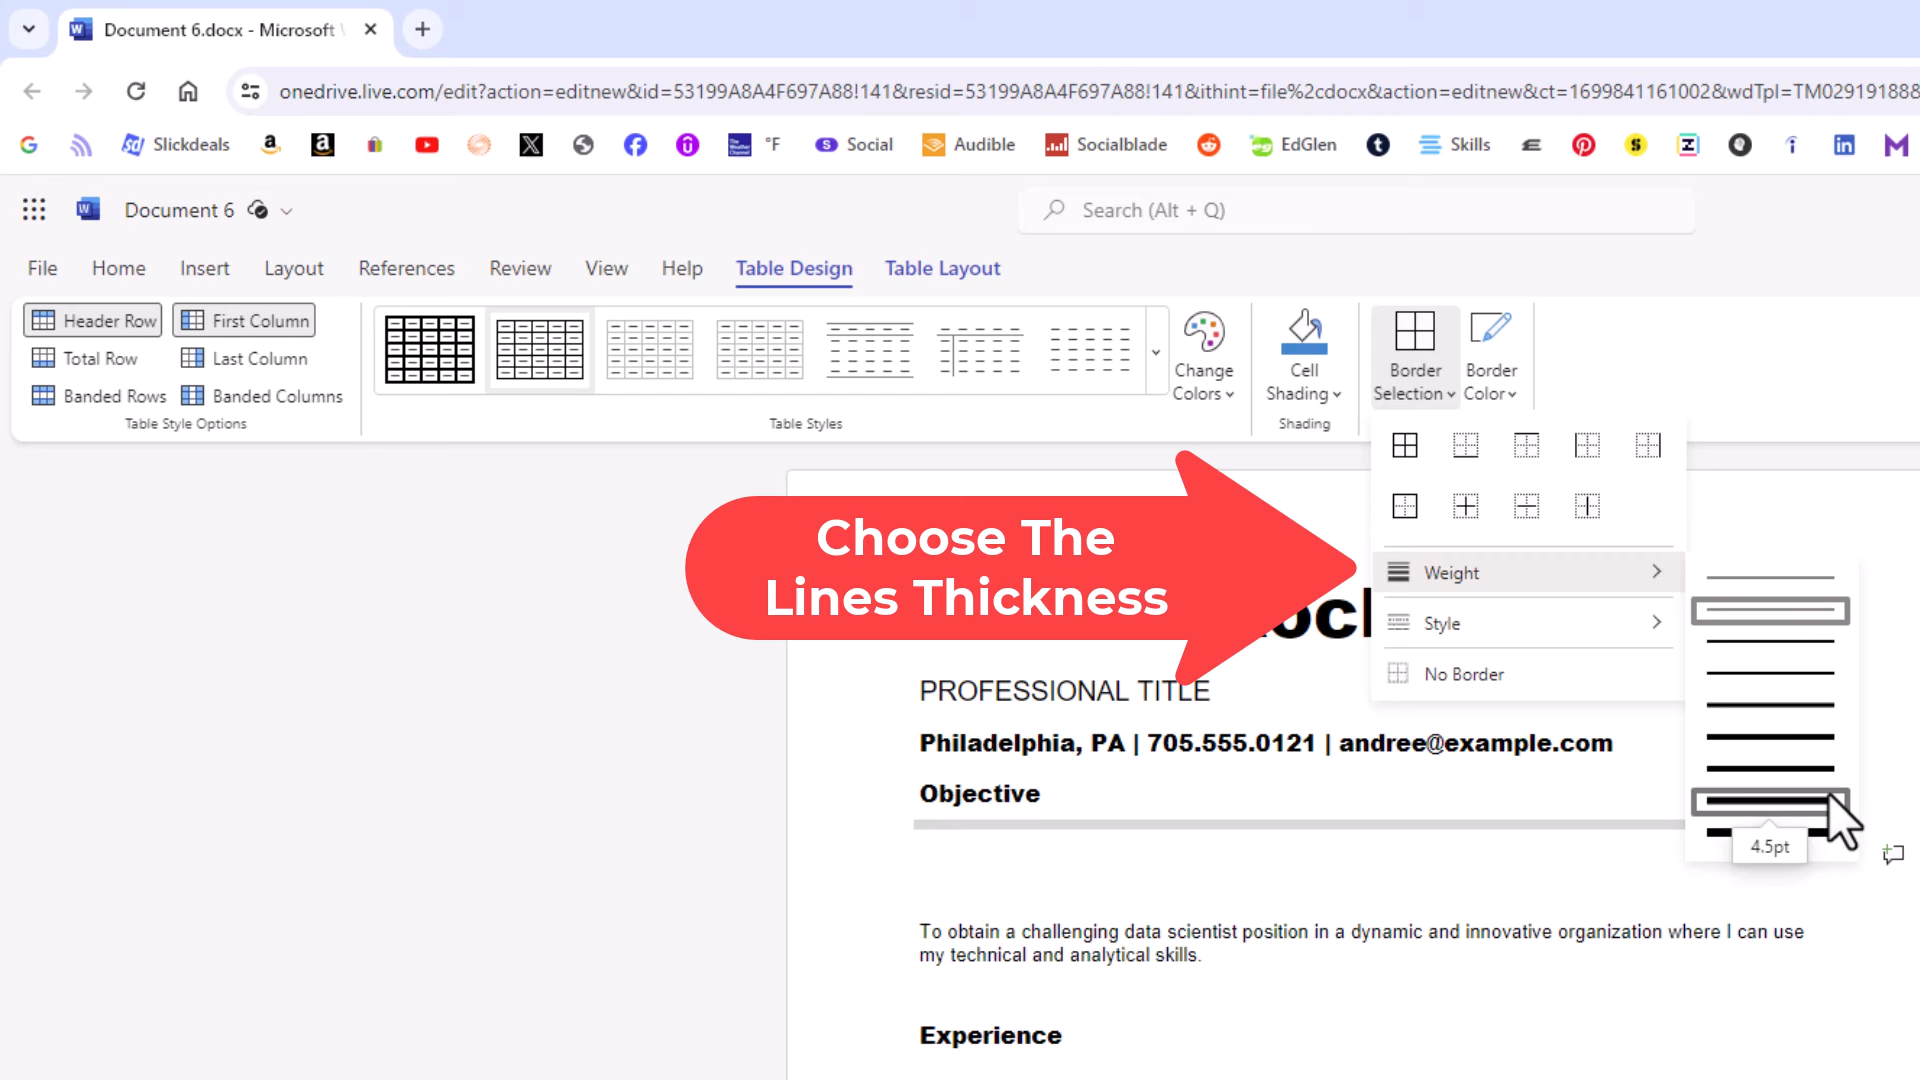 Document 6.docx - Microsoft
onedrive.live.com/edit?action=editnew&id=53199A8A4F697A88!141&resid=53199A8A4F697A88!141&ithint=file%2cdocx&action=editnew&ct=1699841161002&wdTpl=TM029191888
Slickdeals
°F
Social
Audible
Socialblade
EdGlen
Skills
Document 6
Search (Alt + Q)
File Home Insert Layout References Review View Help Table Design Table Layout
Header Row First Column
Total Row Last Column
Banded Rows Banded Columns
Table Style Options
Table Styles
Change
Colors
Cell
Shading
Shading
Border
Selection
Border
Color
Choose The
Lines Thickness
Weight
Style
No Border
4.5pt
PROFESSIONAL TITLE
Philadelphia, PA | 705.555.0121 | andree@example.com
Objective
To obtain a challenging data scientist position in a dynamic and innovative organization where I can use
my technical and analytical skills.
Experience